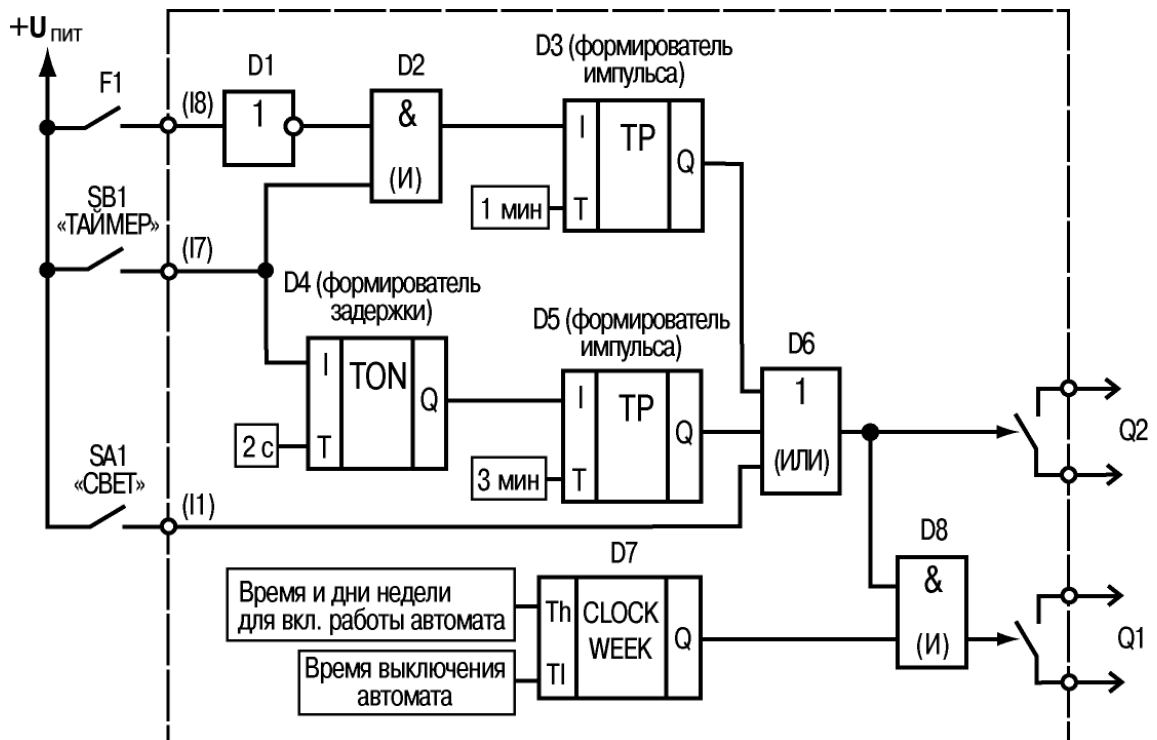 +U пит
F1
(I8)
D1
1
D2
&
(И)
D3 (формирователь
импульса)
I
TP
Q
T
1 мин
SB1
«ТАЙМЕР»
(I7)
D4 (формирователь
задержки)
I
TON
Q
T
2 с
D5 (формирователь
импульса)
I
TP
Q
T
3 мин
D6
1
(ИЛИ)
Q2
SA1
«СВЕТ»
(I1)
D7
Время и дни недели
для вкл. работы автомата
Th
CLOCK
WEEK
Q
Tl
Время выключения
автомата
D8
&
(И)
Q1